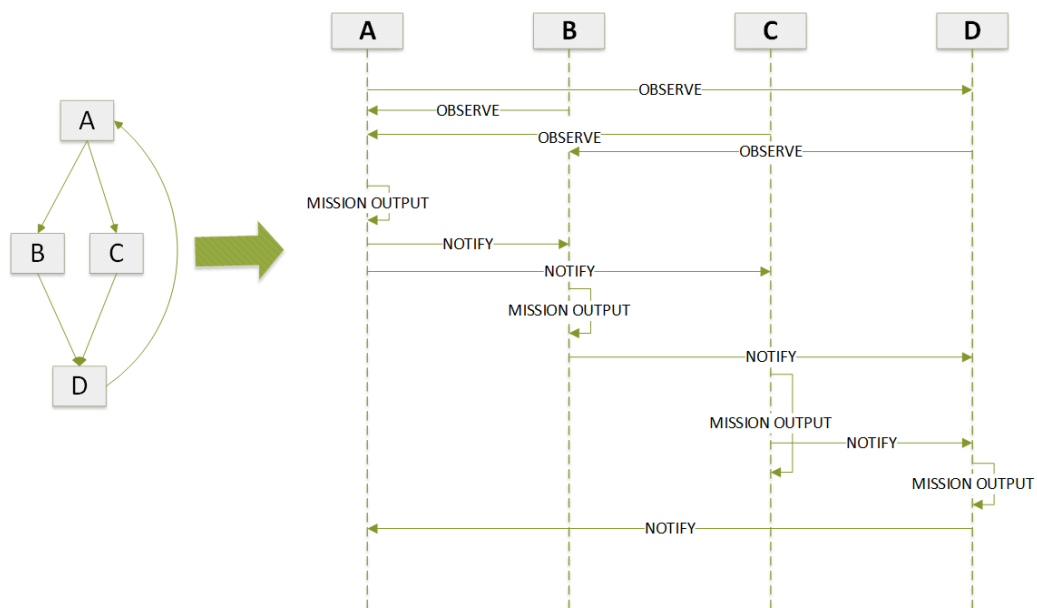 A
B
C
D
A
B
C
D
OBSERVE
OBSERVE
OBSERVE
OBSERVE
MISSION OUTPUT
NOTIFY
NOTIFY
MISSION OUTPUT
NOTIFY
MISSION OUTPUT
NOTIFY
MISSION OUTPUT
NOTIFY